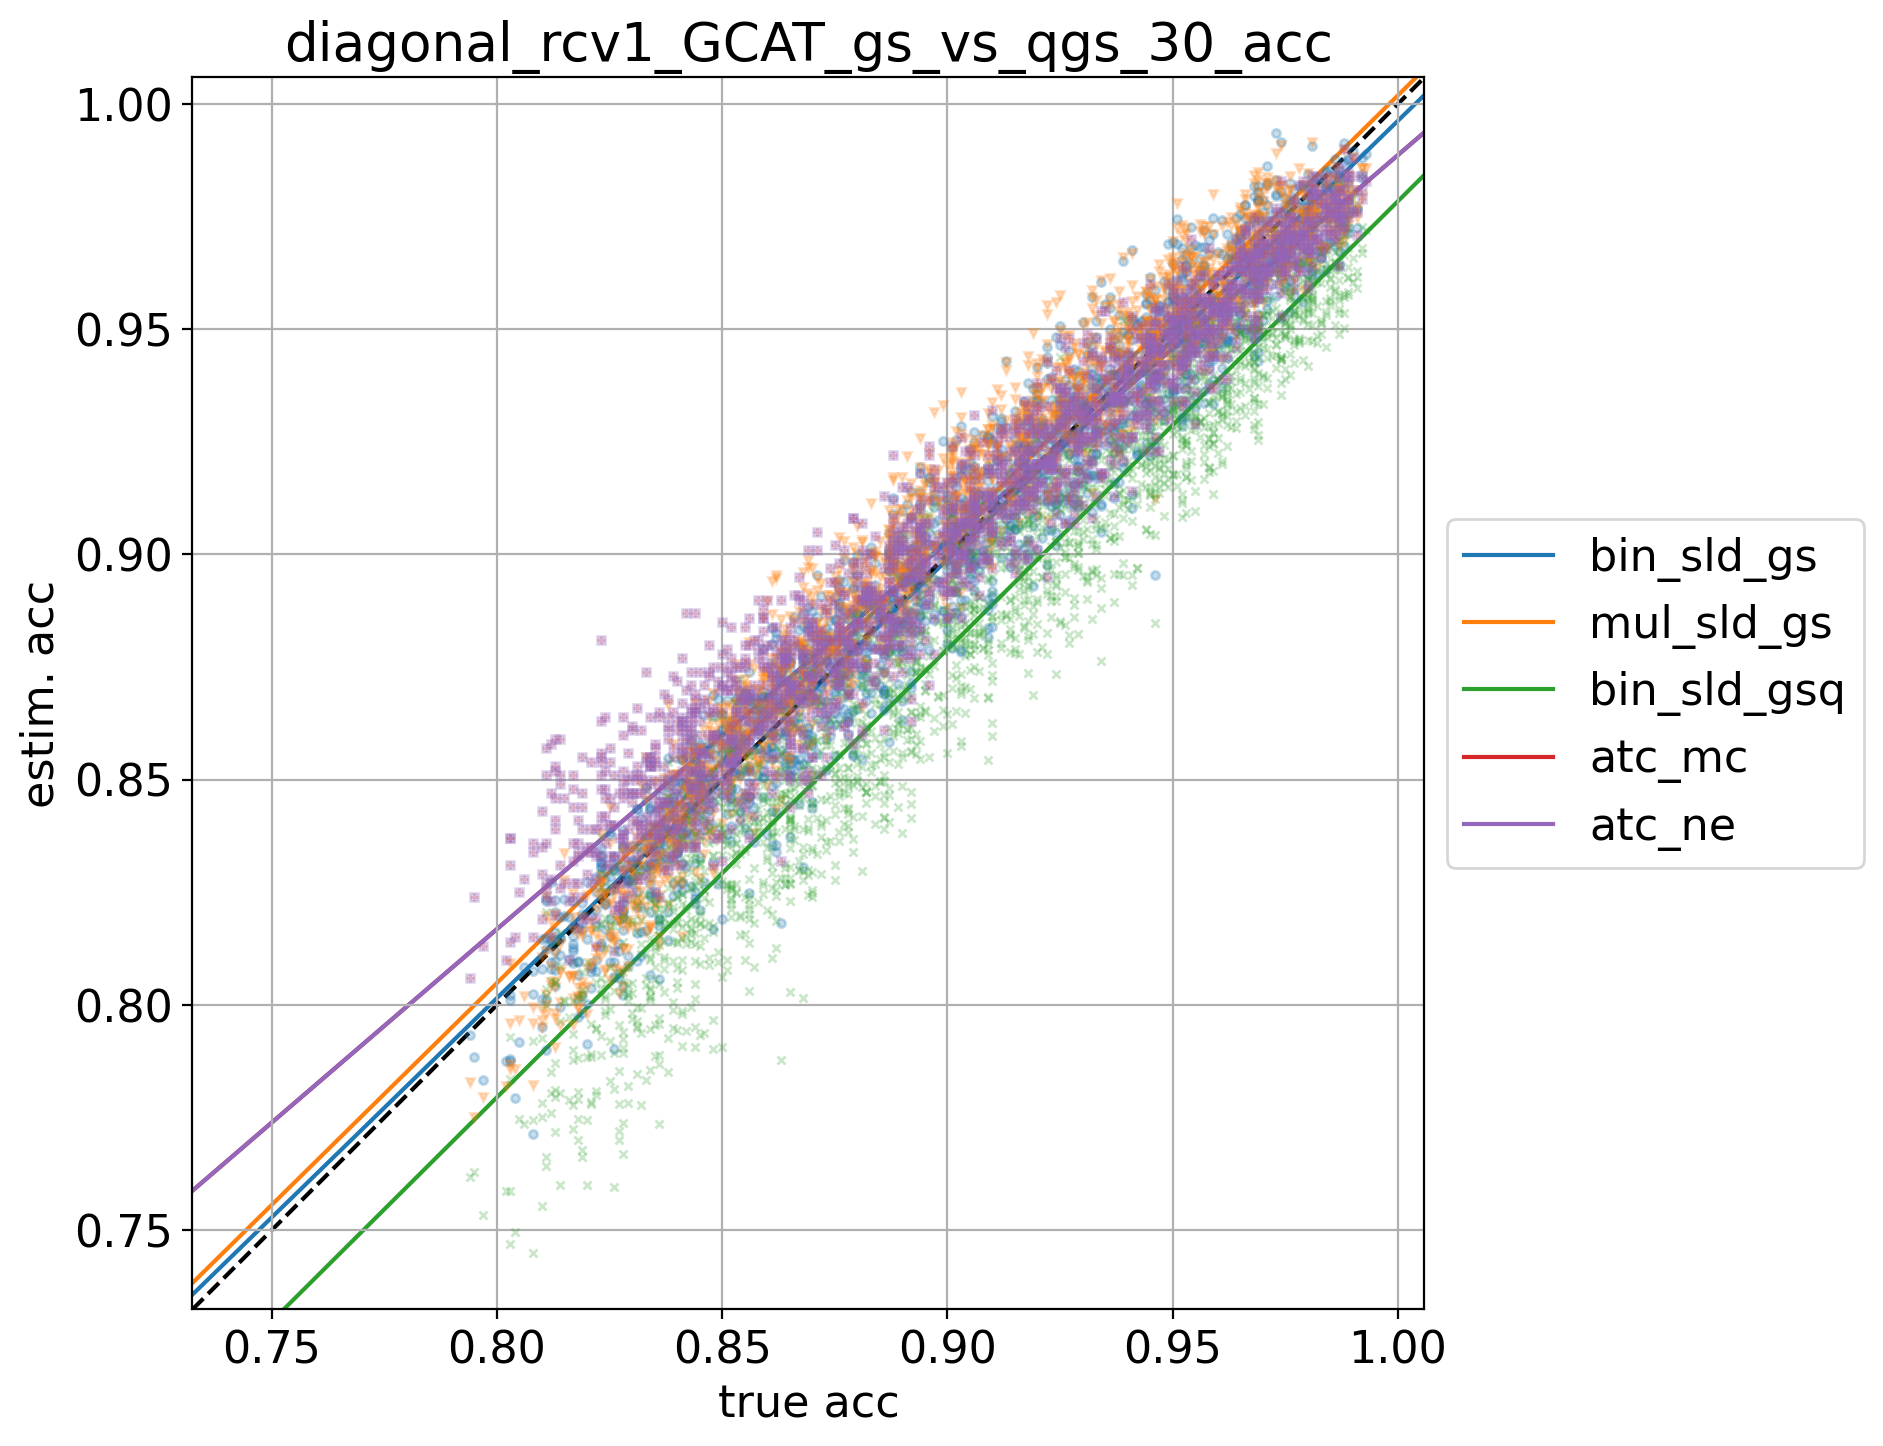 diagonal_rcv1_GCAT_gs_vs_qgs_30_acc
1.00
0.95
0.90
0.85
0.80
0.75
estim. acc
0.75 0.80 0.85 0.90 0.95 1.00
true acc
bin_sld_gs
mul_sld_gs
bin_sld_gsq
atc_mc
atc_ne